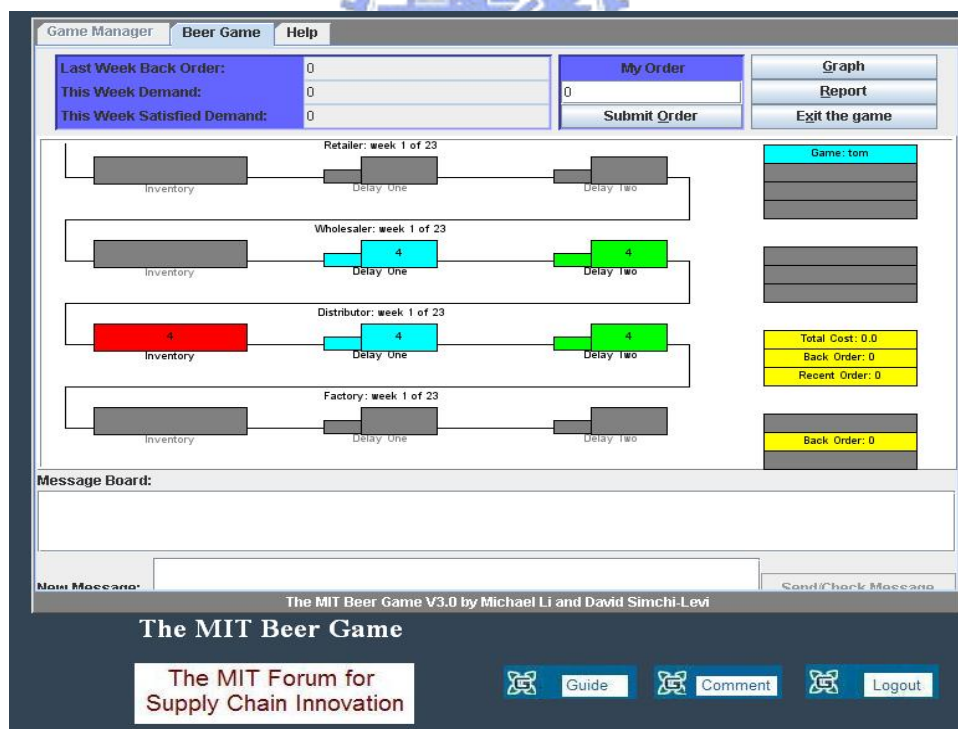 Game Manager Beer Game Help
Last Week Back Order: 0 My Order Graph
This Week Demand: 0 0 Report
This Week Satisfied Demand: 0 Submit Order Exit the game
Retailer: week 1 of 23
Game: tom
Inventory Delay One Delay Two
Wholesaler: week 1 of 23
4 4
Inventory Delay One Delay Two
Distributor: week 1 of 23
4 4 4
Total Cost: 0.0
Inventory Delay One Delay Two
Back Order: 0
Recent Order: 0
Factory: week 1 of 23
Inventory Delay One Delay Two
Back Order: 0
Message Board:
New Message: Send/Check Message
The MIT Beer Game V3.0 by Michael Li and David Simchi-Levi
The MIT Beer Game
The MIT Forum for
Supply Chain Innovation
Guide Comment Logout